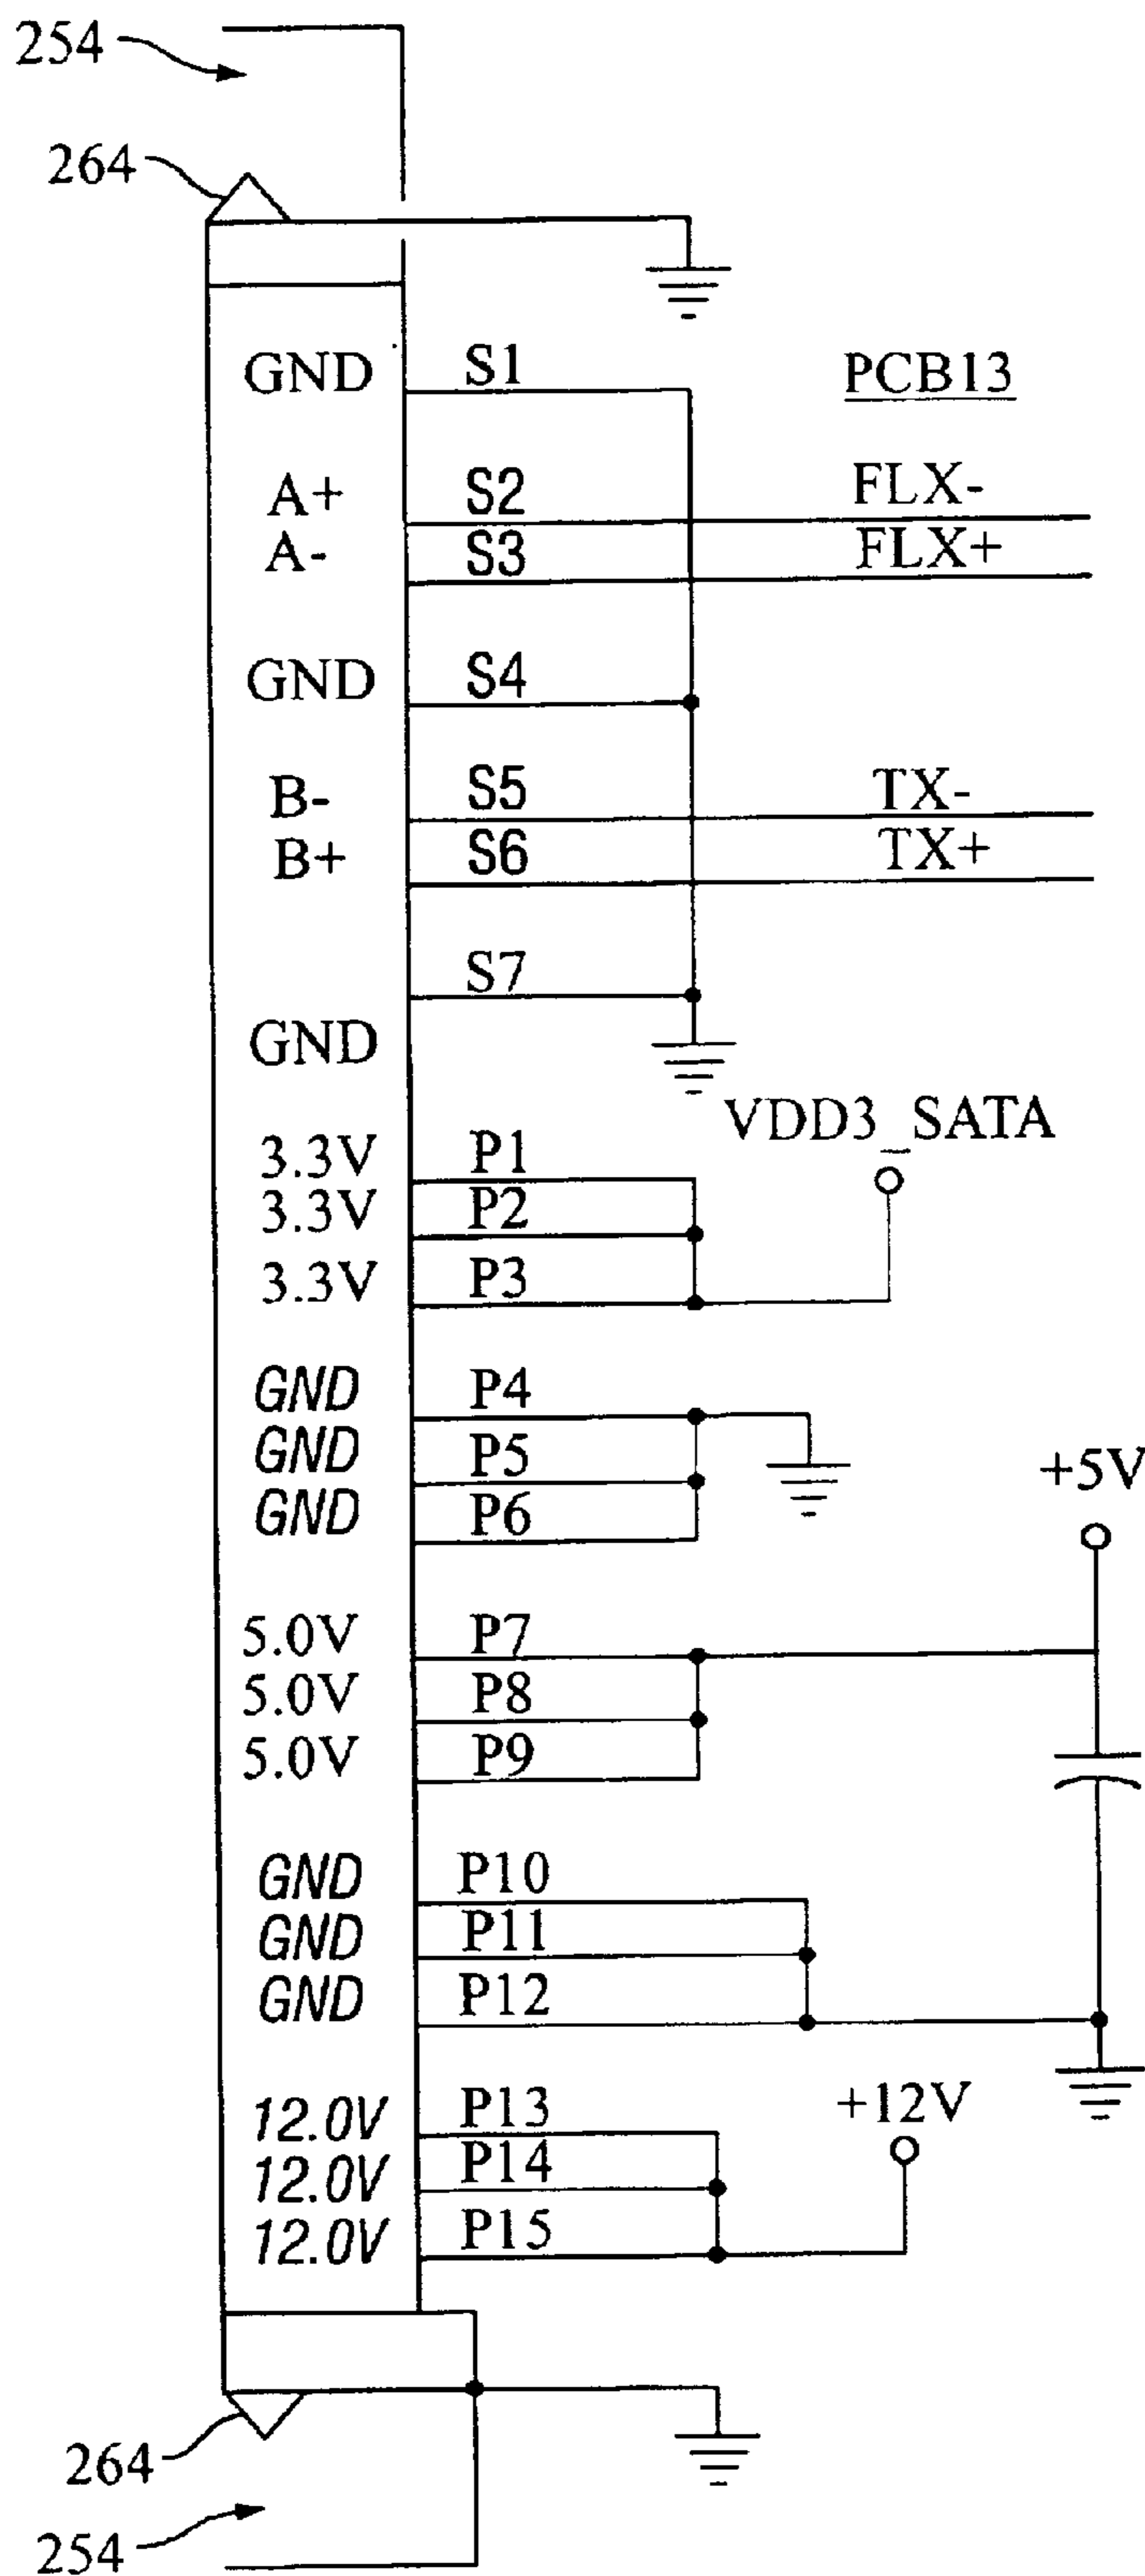 254
264
GND S1 PCB13
A+ S2 FLX-
A- S3 FLX+
GND S4
B- S5 TX-
B+ S6 TX+
S7
GND
VDD3_SATA
3.3V P1
3.3V P2
3.3V P3
GND P4
GND P5 +5V
GND P6
5.0V P7
5.0V P8
5.0V P9
GND P10
GND P11
GND P12
12.0V P13 +12V
12.0V P14
12.0V P15
264
254